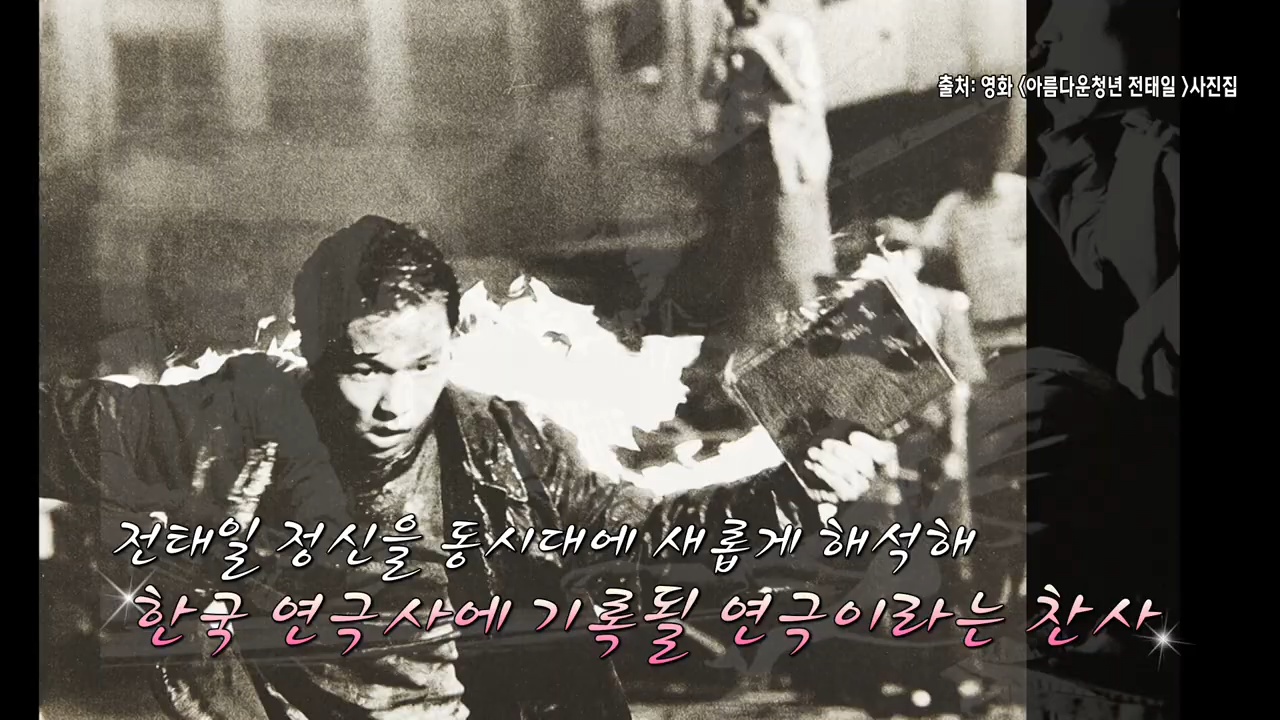 출처: 영화 《아름다운청년 전태일 》사진집
전태일 정신을 동시대에 새롭게 해석해
한국 연극사에 기록될 연극이라는 찬사